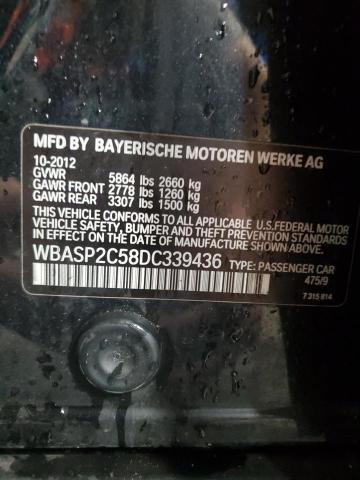 MFD BY BAYERISCHE MOTOREN WERKE AG
10-2012
GVWR 5864 lbs 2660 kg
GAWR FRONT 2778 lbs 1260 kg
GAWR REAR 3307 lbs 1500 kg
THIS VEHICLE CONFORMS TO ALL APPLICABLE U.S. FEDERAL MOTOR
VEHICLE SAFETY, BUMPER, AND THEFT PREVENTION STANDARDS
IN EFFECT ON THE DATE OF MANUFACTURE SHOWN ABOVE.
WBASP2C58DC339436 TYPE: PASSENGER CAR
475/9
7 315 814